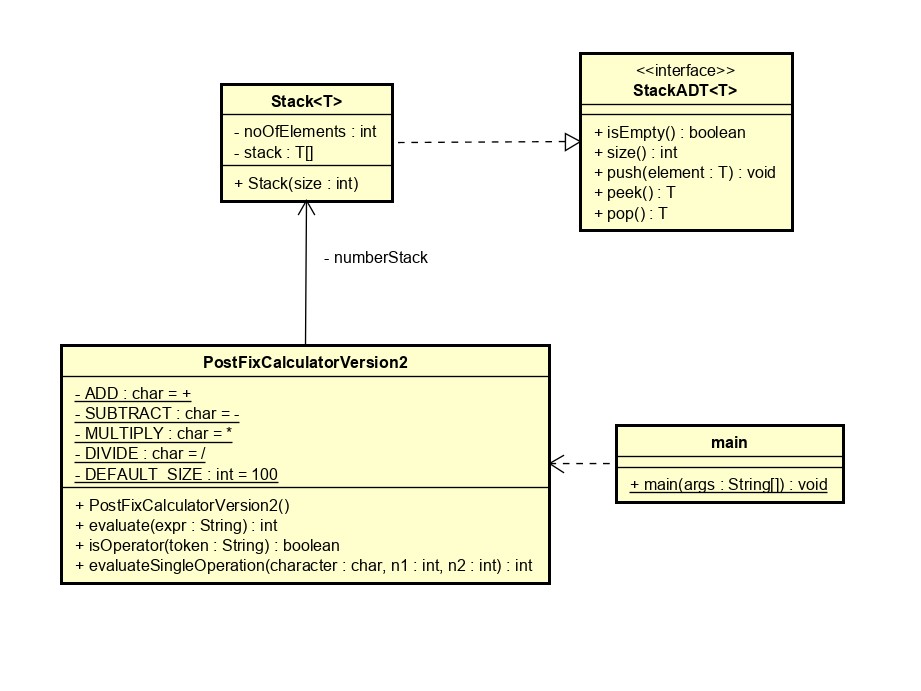 Stack<T>
- noOfElements : int
- stack : T[]
+ Stack(size : int)
<<interface>>
StackADT<T>
+ isEmpty() : boolean
+ size() : int
+ push(element : T) : void
+ peek() : T
+ pop() : T
- numberStack
PostFixCalculatorVersion2
- ADD : char = +
- SUBTRACT : char = -
- MULTIPLY : char = *
- DIVIDE : char = /
- DEFAULT_SIZE : int = 100
+ PostFixCalculatorVersion2()
+ evaluate(expr : String) : int
+ isOperator(token : String) : boolean
+ evaluateSingleOperation(character : char, n1 : int, n2 : int) : int
main
+ main(args : String[]) : void